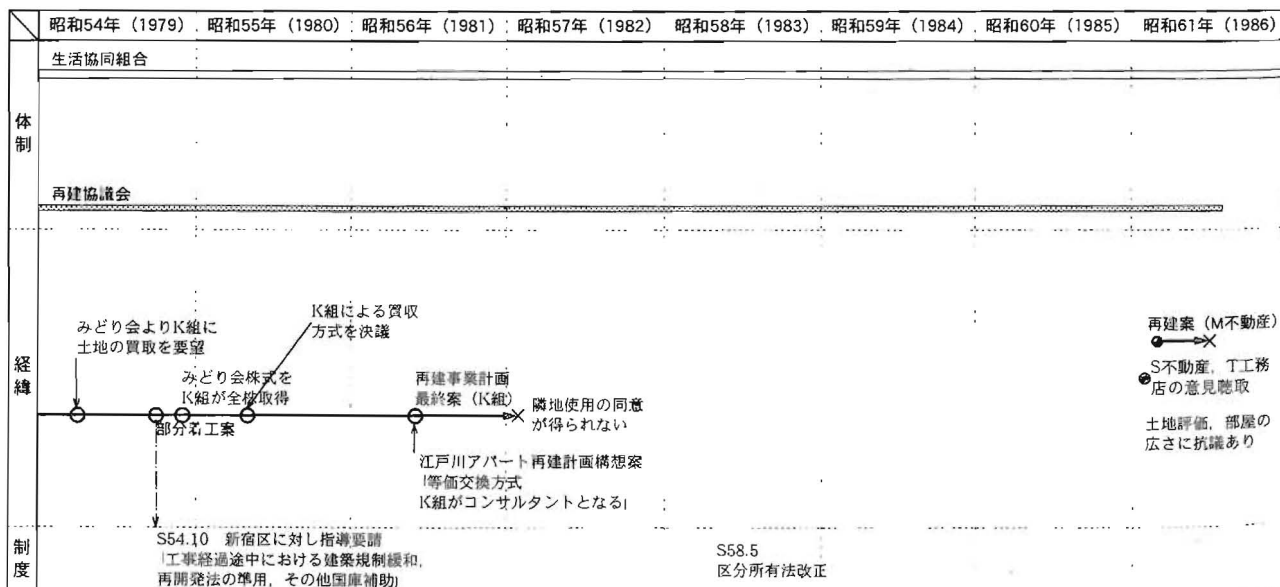 昭和54年（1979） 昭和55年（1980） 昭和56年（1981） 昭和57年（1982） 昭和58年（1983） 昭和59年（1984） 昭和60年（1985） 昭和61年（1986）
体制
生活協同組合
再建協議会
経緯
K組による買収
方式を決議
みどり会よりK組に
土地の買取を要望
みどり会株式を
K組が全株取得
部分着工案
再建事業計画
最終案（K組）
隣地使用の同意
が得られない
江戸川アパート再建計画構想案
「等価交換方式
K組がコンサルタントとなる」
再建案（M不動産）
S不動産，T工務
店の意見聴取
土地評価，部屋の
広さに抗議あり
制度
S54.10　新宿区に対し指導要請
「工事経過途中における建築規制緩和，
再開発法の準用，その他国庫補助」
S58.5
区分所有法改正